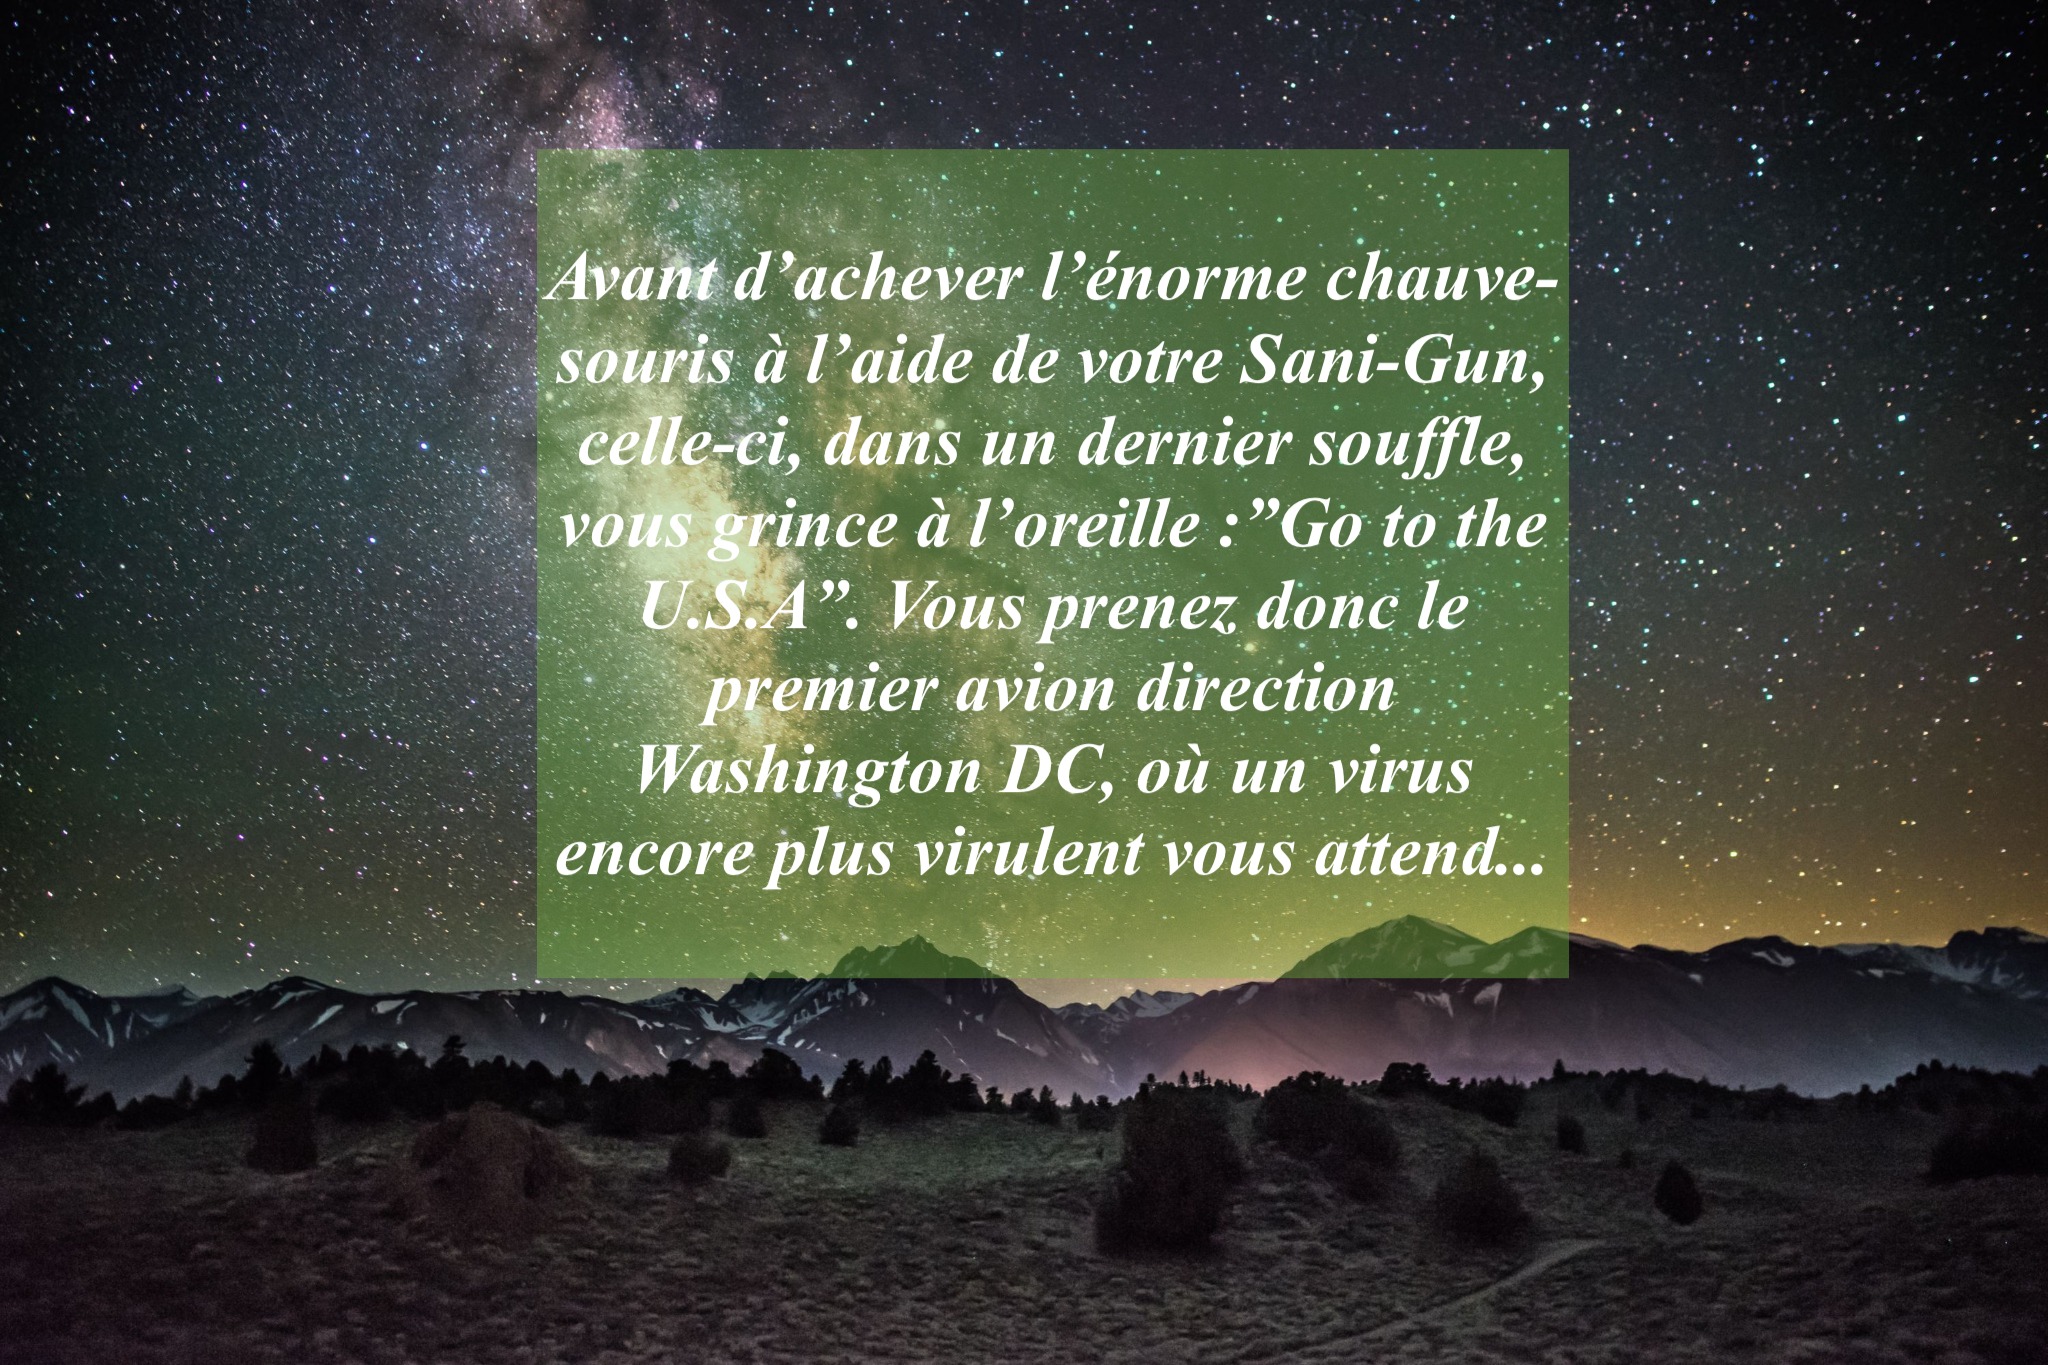 Avant d’achever l’énorme chauve-
souris à l’aide de votre Sani-Gun,
celle-ci, dans un dernier souffle,
vous grince à l’oreille :”Go to the
U.S.A”. Vous prenez donc le
premier avion direction
Washington DC, où un virus
encore plus virulent vous attend...